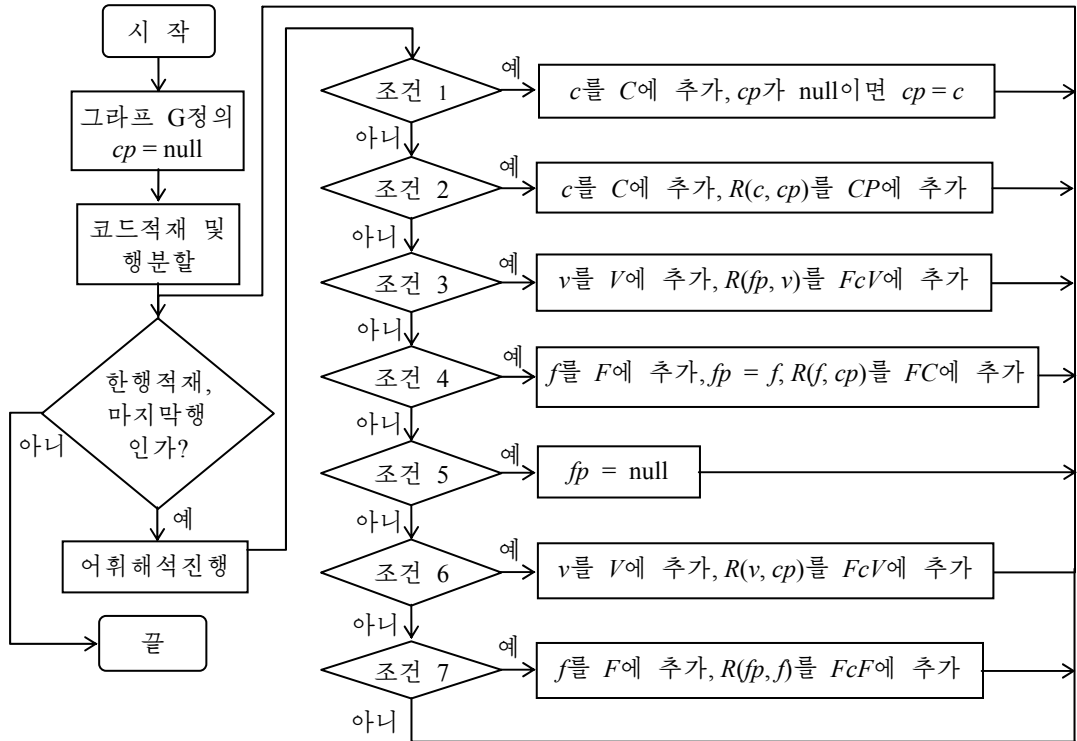 시 작
그라프 G정의
cp = null
코드적재 및
행분할
한행적재,
마지막행
인가?
아니
예
어휘해석진행
끝
조건 1
예
c를 C에 추가, cp가 null이면 cp = c
아니
조건 2
예
c를 C에 추가, R(c, cp)를 CP에 추가
아니
조건 3
예
v를 V에 추가, R(fp, v)를 FcV에 추가
아니
조건 4
예
f를 F에 추가, fp = f, R(f, cp)를 FC에 추가
아니
조건 5
예
fp = null
아니
조건 6
예
v를 V에 추가, R(v, cp)를 FcV에 추가
아니
조건 7
예
f를 F에 추가, R(fp, f)를 FcF에 추가
아니